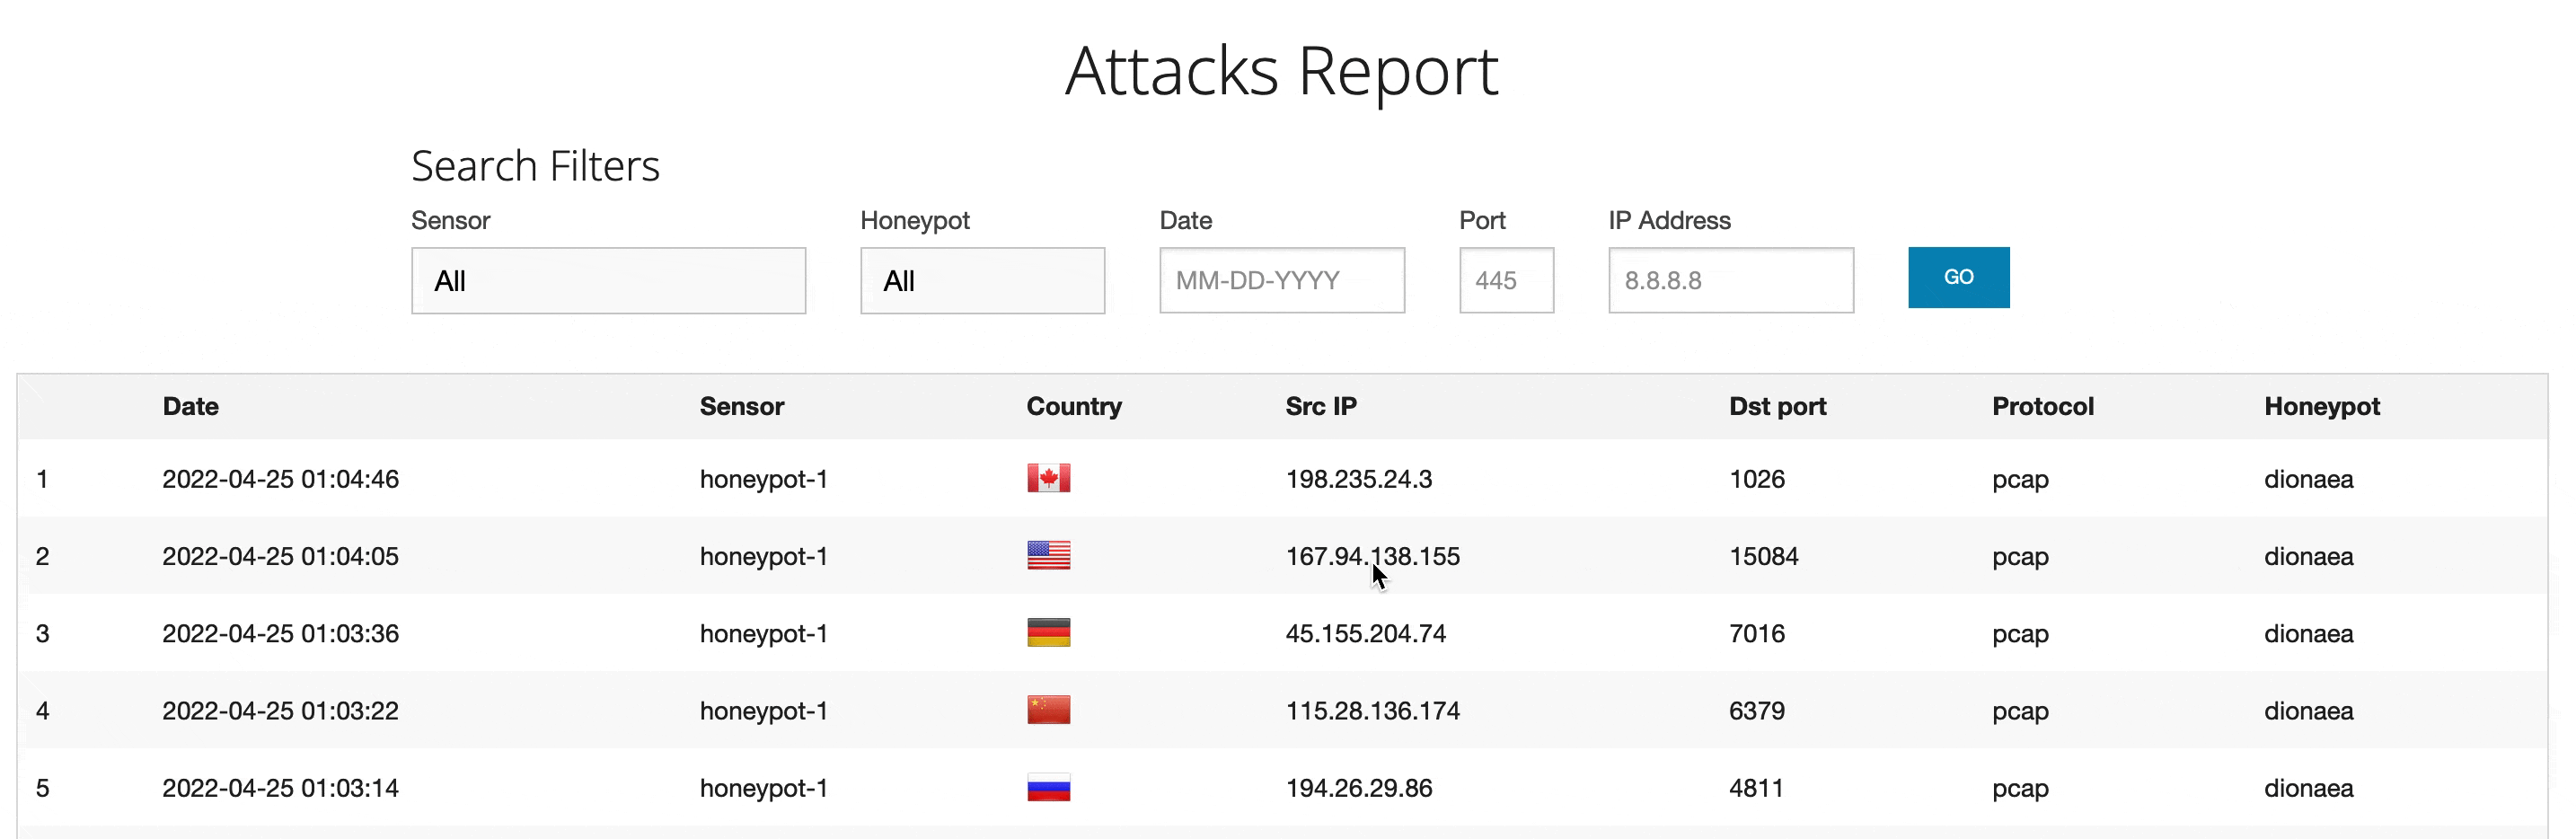 Attacks Report
Search Filters
Sensor Honeypot Date Port IP Address
All All MM-DD-YYYY 445 8.8.8.8 GO
Date Sensor Country Src IP Dst port Protocol Honeypot
1 2022-04-25 01:04:46 honeypot-1 198.235.24.3 1026 pcap dionaea
2 2022-04-25 01:04:05 honeypot-1 167.94.138.155 15084 pcap dionaea
3 2022-04-25 01:03:36 honeypot-1 45.155.204.74 7016 pcap dionaea
4 2022-04-25 01:03:22 honeypot-1 115.28.136.174 6379 pcap dionaea
5 2022-04-25 01:03:14 honeypot-1 194.26.29.86 4811 pcap dionaea